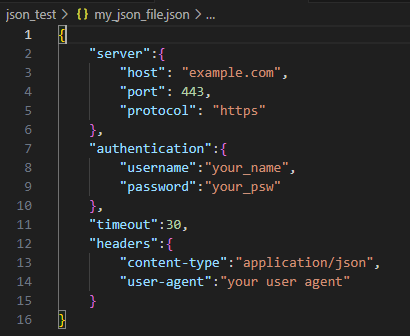 json_test > {} my_json_file.json > ...
1 {
2     "server":{
3         "host": "example.com",
4         "port": 443,
5         "protocol": "https"
6     },
7     "authentication":{
8         "username":"your_name",
9         "password":"your_psw"
10     },
11     "timeout":30,
12     "headers":{
13         "content-type":"application/json",
14         "user-agent":"your user agent"
15     }
16 }